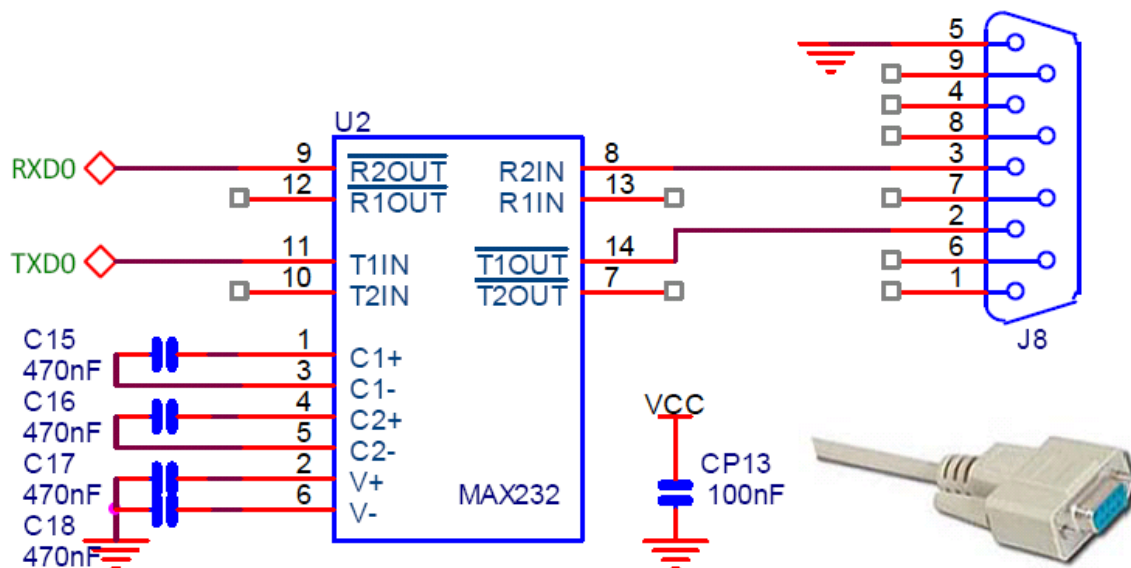 U2
RXD0
9
R2OUT
R2IN
8
12
R1OUT
R1IN
13
TXD0
11
T1IN
T1OUT
14
10
T2IN
T2OUT
7
C15
470nF
1
C1+
3
C1-
C16
470nF
4
C2+
5
C2-
C17
470nF
2
V+
6
V-
C18
470nF
MAX232
VCC
CP13
100nF
5
9
4
8
3
7
2
6
1
J8